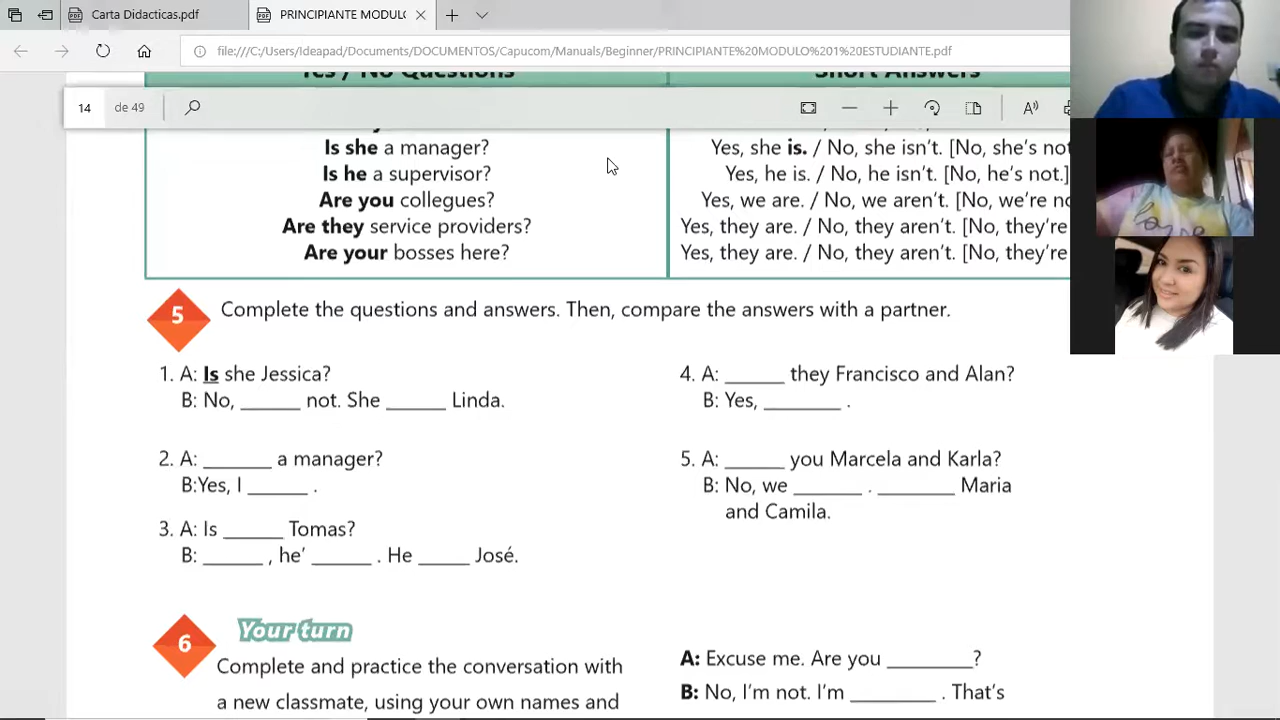 Carta Didacticas.pdf
PRINCIPIANTE MODULO
file:///C:/Users/Ideapad/Documents/DOCUMENTOS/Capucom/Manuals/Beginner/PRINCIPIANTE%20MODULO%201%20ESTUDIANTE.pdf
Yes / No Questions Short Answers
14 de 49
Is she a manager? Yes, she is. / No, she isn't. [No, she's not
Is he a supervisor? Yes, he is. / No, he isn't. [No, he's not.]
Are you collegues? Yes, we are. / No, we aren't. [No, we're no
Are they service providers? Yes, they are. / No, they aren't. [No, they're
Are your bosses here? Yes, they are. / No, they aren't. [No, they're
5 Complete the questions and answers. Then, compare the answers with a partner.
1. A: Is she Jessica?
B: No, ______ not. She ______ Linda.
2. A: _______ a manager?
B:Yes, I ______ .
3. A: Is ______ Tomas?
B: ______ , he' ______ . He _____ José.
4. A: ______ they Francisco and Alan?
B: Yes, ________ .
5. A: ______ you Marcela and Karla?
B: No, we _______ . ________ Maria
and Camila.
6 Your turn
Complete and practice the conversation with
a new classmate, using your own names and
A: Excuse me. Are you _________?
B: No, I'm not. I'm _________ . That's